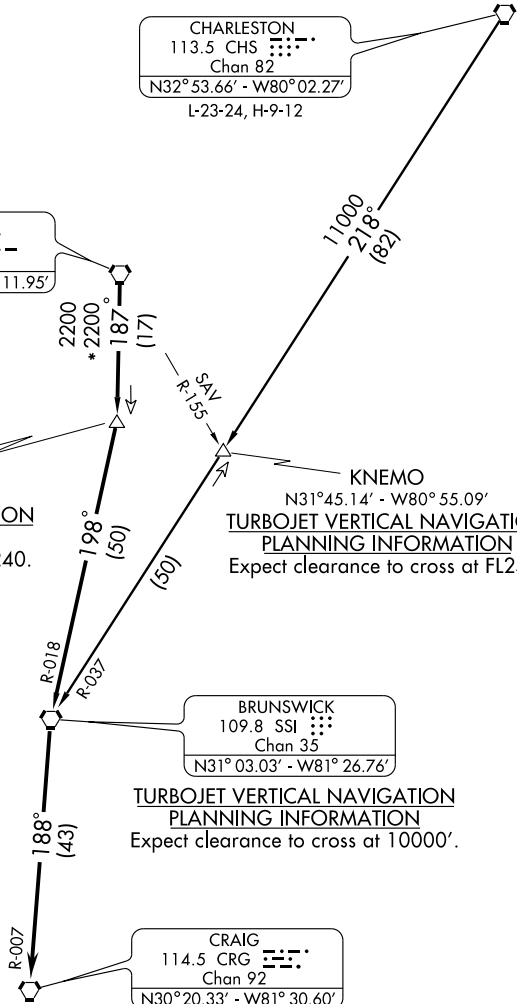 CHARLESTON
113.5 CHS
Chan 82
N32°53.66' - W80°02.27'
L-23-24, H-9-12
11.95'
11000
218°
(82)
2200
*2200
187°
(17)
SAV
R-155
KNEMO
N31°45.14' - W80°55.09'
TURBOJET VERTICAL NAVIGATIO
PLANNING INFORMATION
Expect clearance to cross at FL2
ON
240.
198°
(50)
(50)
R-018
R-037
BRUNSWICK
109.8 SSI
Chan 35
N31°03.03' - W81°26.76'
TURBOJET VERTICAL NAVIGATION
PLANNING INFORMATION
Expect clearance to cross at 10000'.
188°
(43)
R-007
CRAIG
114.5 CRG
Chan 92
N30°20.33' - W81°30.60'